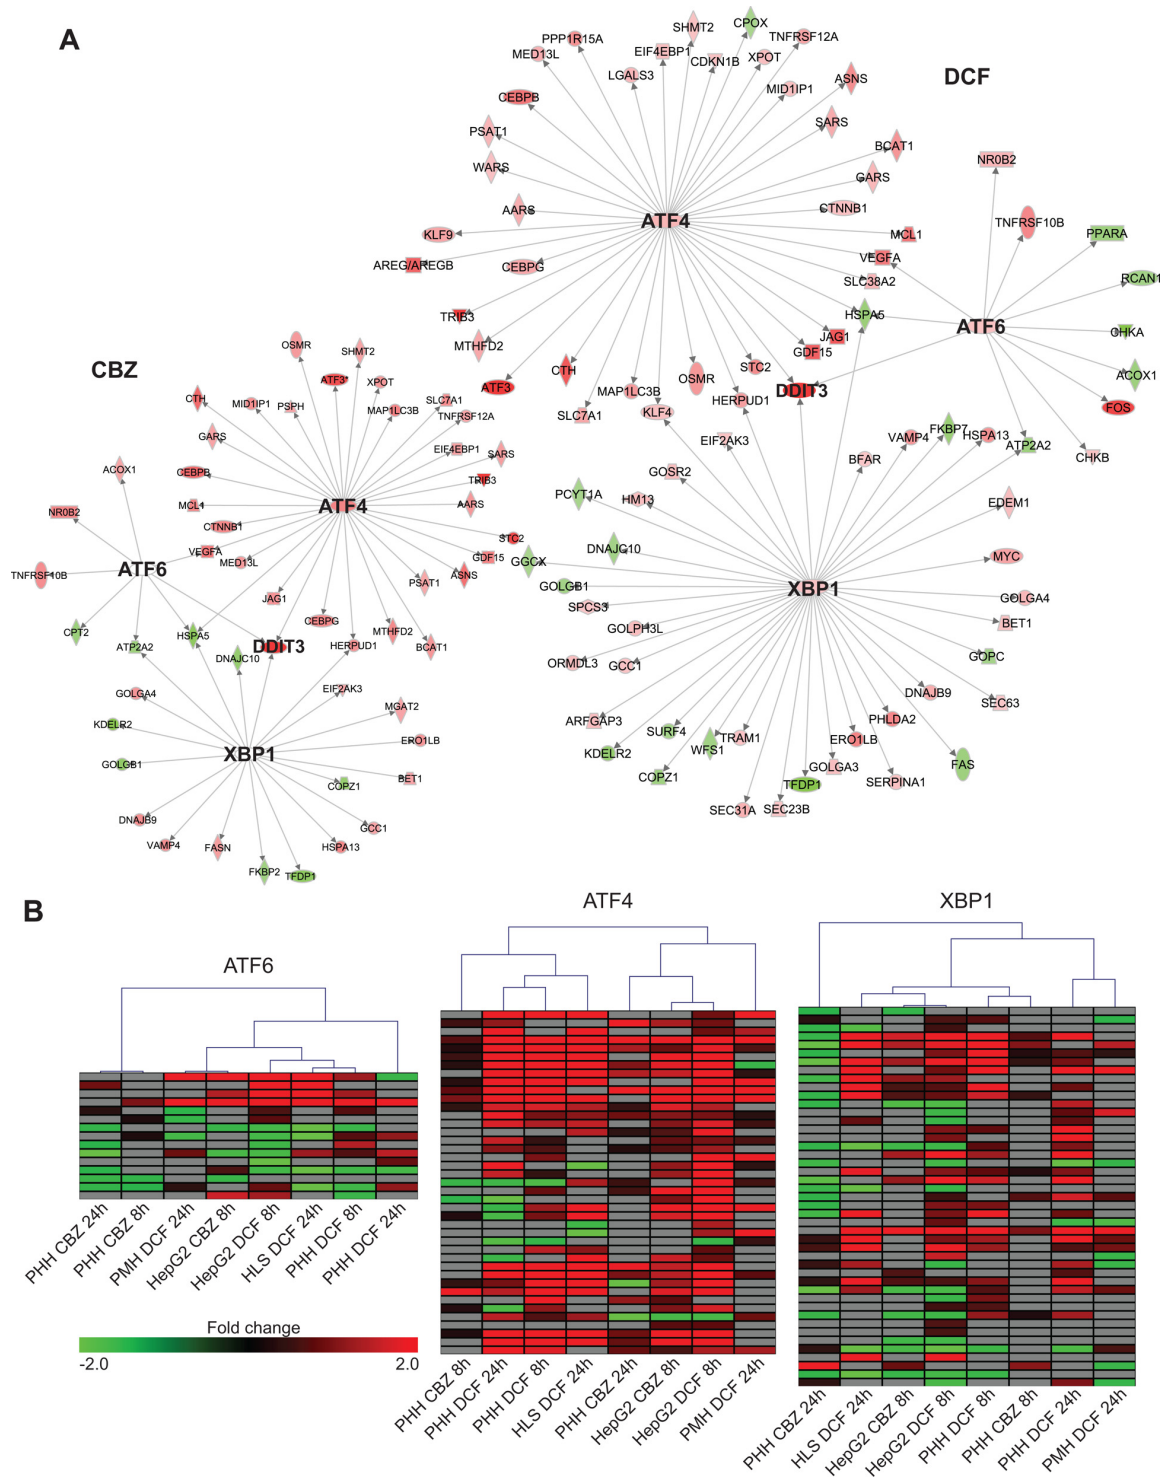 A
DCF
SHMT2
CPOX
PPP1R15A
TNFRSF12A
MED13L
EIF4EBP1
CDKN1B
XPOT
LGALS3
ASNS
MID1IP1
CEBPB
SARS
PSAT1
BCAT1
WARS
NR0B2
GARS
AARS
CTNNB1
ATF4
TNFRSF10B
KLF9
MCL1
PPARA
AREG/AREGB
CEBPG
VEGFA
SLC38A2
RCAN1
TRIB3
HSPA5
ATF6
CHKA
MTHFD2
JAG1
GDF15
ATF3
CTH
OSMR
STC2
ACOX1
MAP1LC3B
DDIT3
HERPUD1
FOS
SLC7A1
KLF4
EIF2AK3
VAMP4
FKBP7
HSPA13
ATP2A2
BFAR
CHKB
GOSR2
PCYT1A
HM13
EDEM1
DNAJC10
MYC
GGCX
GOLGB1
XBP1
SPCS3
GOLGA4
GOLPH3L
BET1
ORMDL3
GCC1
GOPC
DNAJB9
SEC63
ARFGAP3
SURF4
PHLDA2
KDELR2
WFS1
TRAM1
ERO1LB
COPZ1
GOLGA3
FAS
TFDP1
SERPINA1
SEC31A
SEC23B
CBZ
OSMR
SHMT2
ATF3*
XPOT
CTH
MID1IP1
PSPH
MAP1LC3B
SLC7A1
TNFRSF12A
GARS
EIF4EBP1
SARS
ACOX1
CEBPB
TRIB3
MCL1
ATF4
AARS
NR0B2
CTNNB1
STC2
VEGFA
MED13L
GDF15
ATF6
ASNS
TNFRSF10B
PSAT1
JAG1
CEBPG
CPT2
HSPA5
MTHFD2
ATP2A2
DDIT3
HERPUD1
BCAT1
DNAJC10
GOLGA4
EIF2AK3
MGAT2
KDELR2
ERO1LB
XBP1
GOLGB1
BET1
COPZ1
DNAJB9
GCC1
VAMP4
FASN
HSPA13
FKBP2
TFDP1
B
ATF6
ATF4
XBP1
PHH CBZ 24h
PHH CBZ 8h
PMH DCF 24h
HepG2 CBZ 8h
HepG2 DCF 8h
HLS DCF 24h
PHH DCF 8h
PHH DCF 24h
Fold change
-2.0
2.0
PHH CBZ 8h
PHH DCF 24h
PHH DCF 8h
HLS DCF 24h
PHH CBZ 24h
HepG2 CBZ 8h
HepG2 DCF 8h
PMH DCF 24h
PHH CBZ 24h
HLS DCF 24h
HepG2 CBZ 8h
HepG2 DCF 8h
PHH DCF 8h
PHH CBZ 8h
PHH DCF 24h
PMH DCF 24h